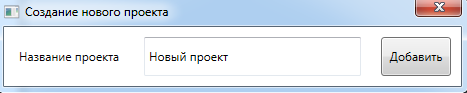 Создание нового проекта
Название проекта Новый проект Добавить